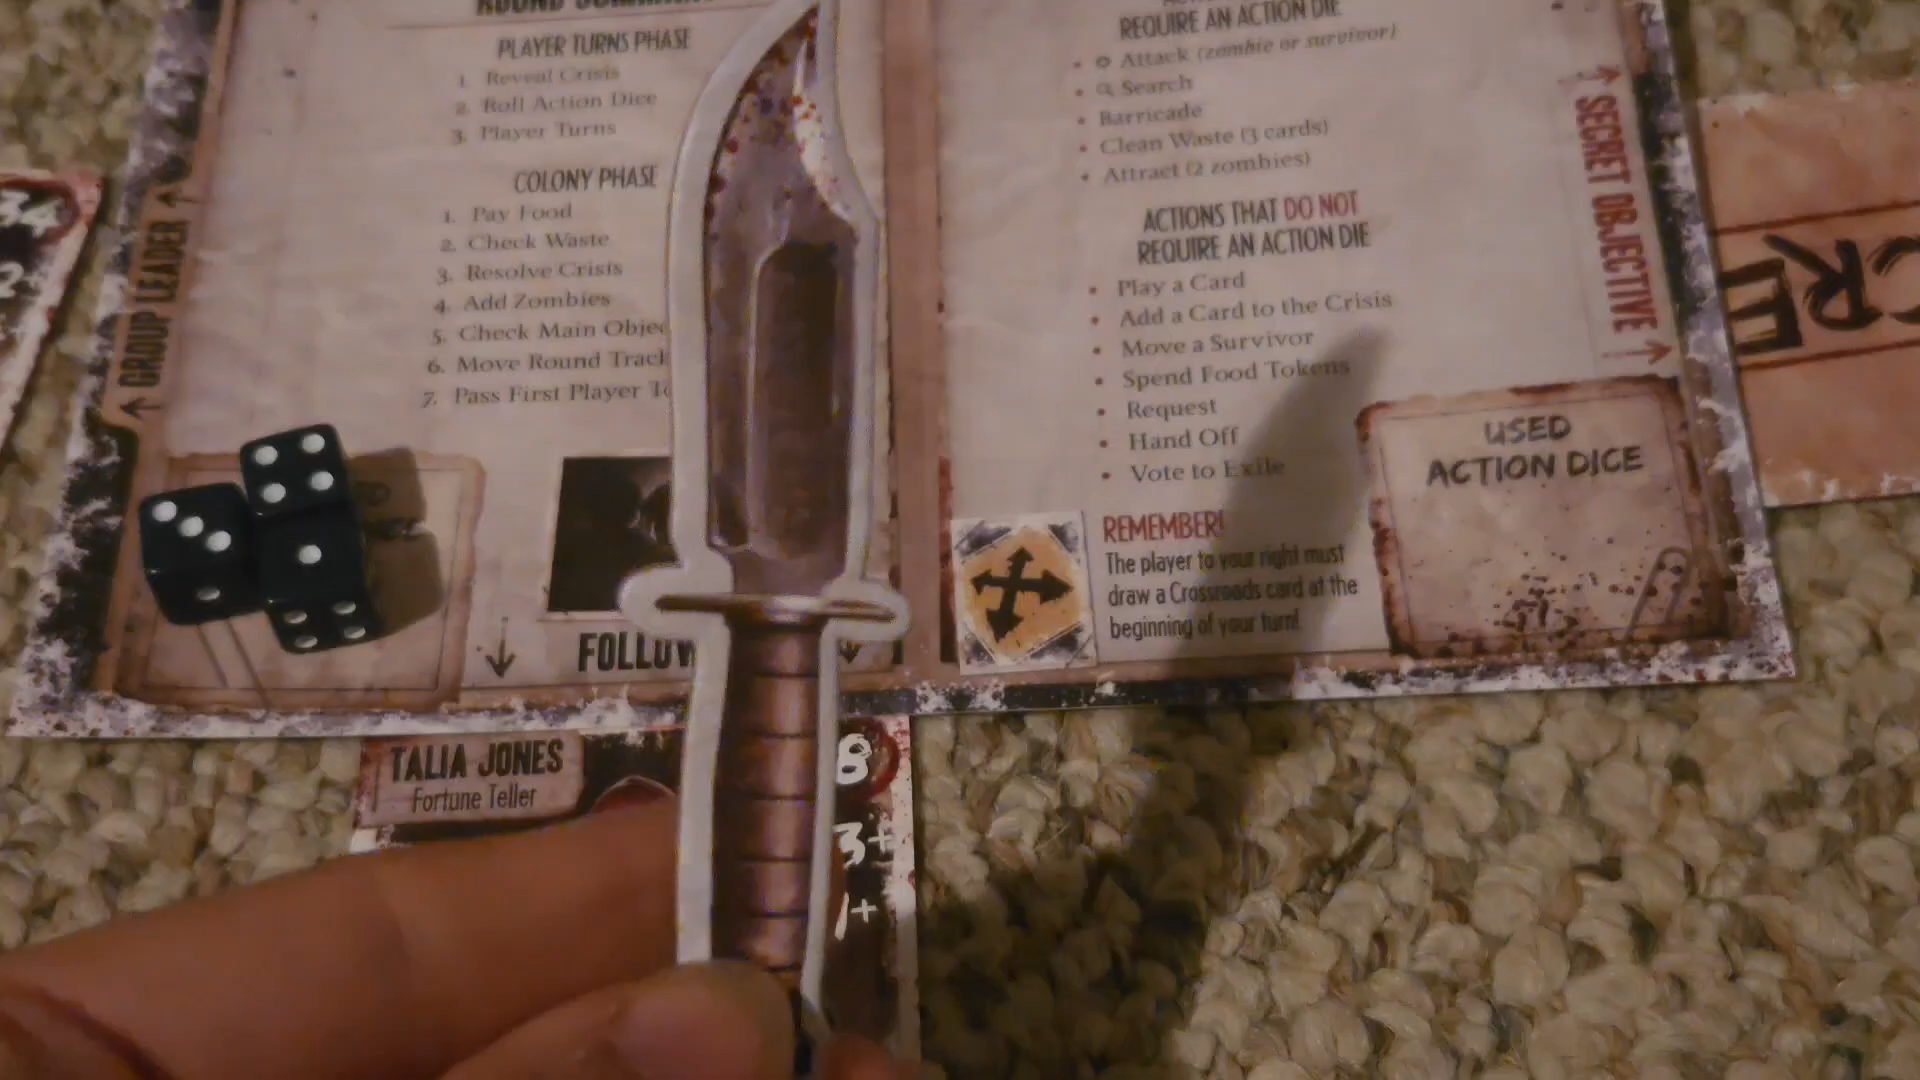 PLAYER TURNS PHASE
1. Reveal Crisis
2. Roll Action Dice
3. Player Turns
COLONY PHASE
1. Pay Food
2. Check Waste
3. Resolve Crisis
4. Add Zombies
5. Check Main Objec
6. Move Round Track
7. Pass First Player To
GROUP LEADER
FOLLOW
REQUIRE AN ACTION DIE
• Attack (zombie or survivor)
• Search
• Barricade
• Clean Waste (3 cards)
• Attract (2 zombies)
ACTIONS THAT DO NOT
REQUIRE AN ACTION DIE
• Play a Card
• Add a Card to the Crisis
• Move a Survivor
• Spend Food Tokens
• Request
• Hand Off
• Vote to Exile
REMEMBER!
The player to your right must
draw a Crossroads card at the
beginning of your turn!
USED
ACTION DICE
SECRET OBJECTIVE
CRE
TALIA JONES
Fortune Teller
8
3+
1+
34